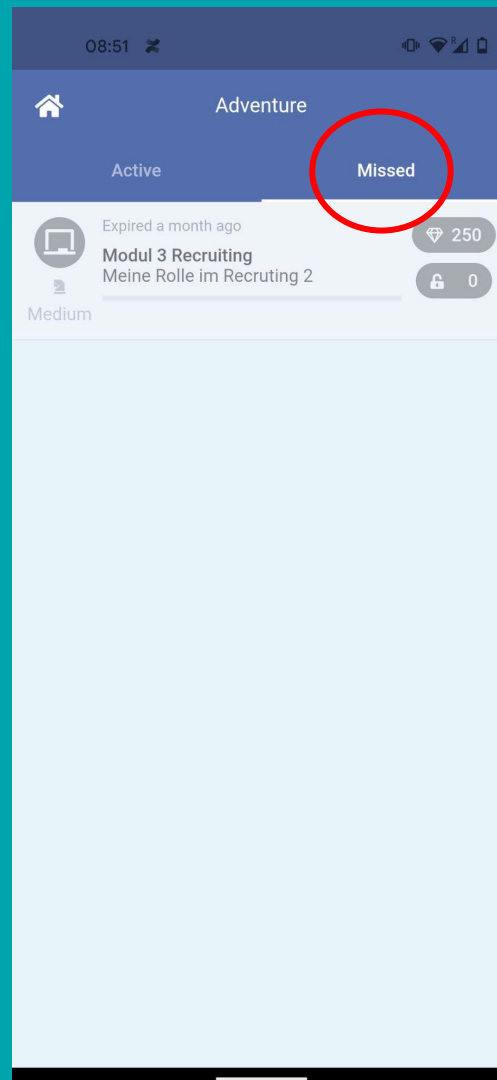 08:51
R
Adventure
Active
Missed
Expired a month ago
Modul 3 Recruiting
Meine Rolle im Recruting 2
250
0
Medium